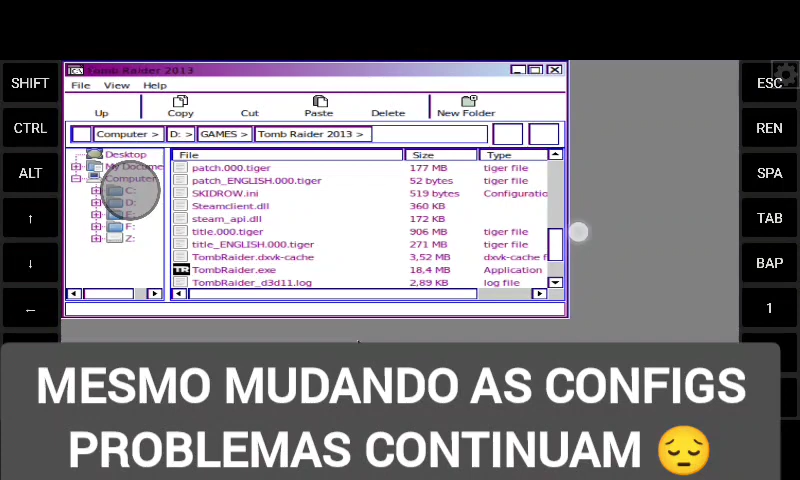 Tomb Raider 2013
SHIFT
ESC
File View Help
Up Copy Cut Paste Delete New Folder
CTRL
REN
Computer > D: > GAMES > Tomb Raider 2013 >
Desktop
File Size Type
My Docume
patch.000.tiger 177 MB tiger file
ALT
SPA
Computer
patch_ENGLISH.000.tiger 52 bytes tiger file
C:
SKIDROW.ini 519 bytes Configuratio
D:
Steamclient.dll 360 KB
↑
TAB
E:
steam_api.dll 172 KB
F:
title.000.tiger 906 MB tiger file
Z:
title_ENGLISH.000.tiger 271 MB tiger file
↓
BAP
TombRaider.dxvk-cache 3,52 MB dxvk-cache f
TR TombRaider.exe 18,4 MB Application
TombRaider_d3d11.log 2,89 KB log file
←
1
MESMO MUDANDO AS CONFIGS
PROBLEMAS CONTINUAM 😔